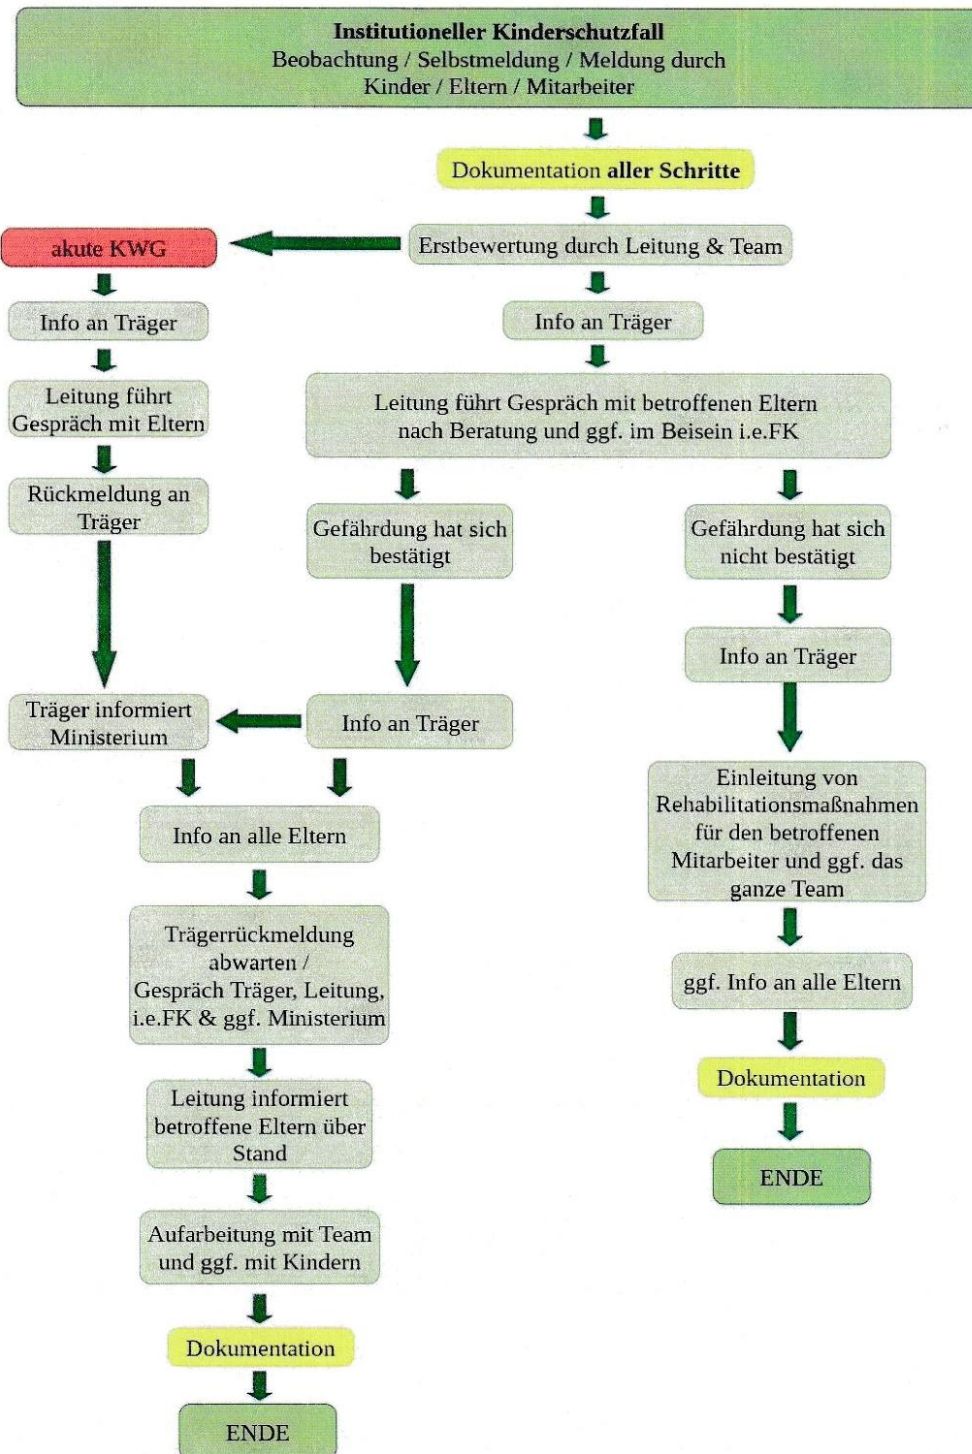 Institutioneller Kinderschutzfall
Beobachtung / Selbstmeldung / Meldung durch
Kinder / Eltern / Mitarbeiter
Dokumentation aller Schritte
Erstbewertung durch Leitung & Team
akute KWG
Info an Träger
Leitung führt
Gespräch mit Eltern
Rückmeldung an
Träger
Info an Träger
Leitung führt Gespräch mit betroffenen Eltern
nach Beratung und ggf. im Beisein i.e.FK
Gefährdung hat sich
bestätigt
Gefährdung hat sich
nicht bestätigt
Info an Träger
Träger informiert
Ministerium
Info an Träger
Info an alle Eltern
Trägerrückmeldung
abwarten /
Gespräch Träger, Leitung,
i.e.FK & ggf. Ministerium
Leitung informiert
betroffene Eltern über
Stand
Aufarbeitung mit Team
und ggf. mit Kindern
Dokumentation
ENDE
Einleitung von
Rehabilitationsmaßnahmen
für den betroffenen
Mitarbeiter und ggf. das
ganze Team
ggf. Info an alle Eltern
Dokumentation
ENDE